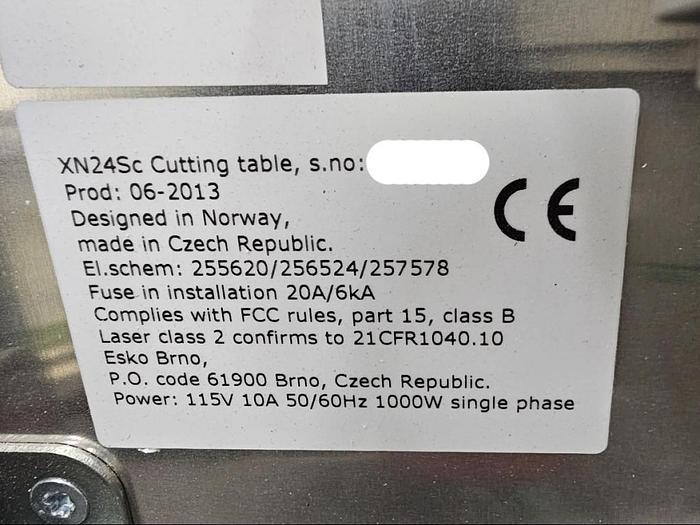 XN24Sc Cutting table, s.no:
Prod: 06-2013
Designed in Norway,
made in Czech Republic.
El.schem: 255620/256524/257578
Fuse in installation 20A/6kA
Complies with FCC rules, part 15, class B
Laser class 2 confirms to 21CFR1040.10
Esko Brno,
P.O. code 61900 Brno, Czech Republic.
Power: 115V 10A 50/60Hz 1000W single phase
CE